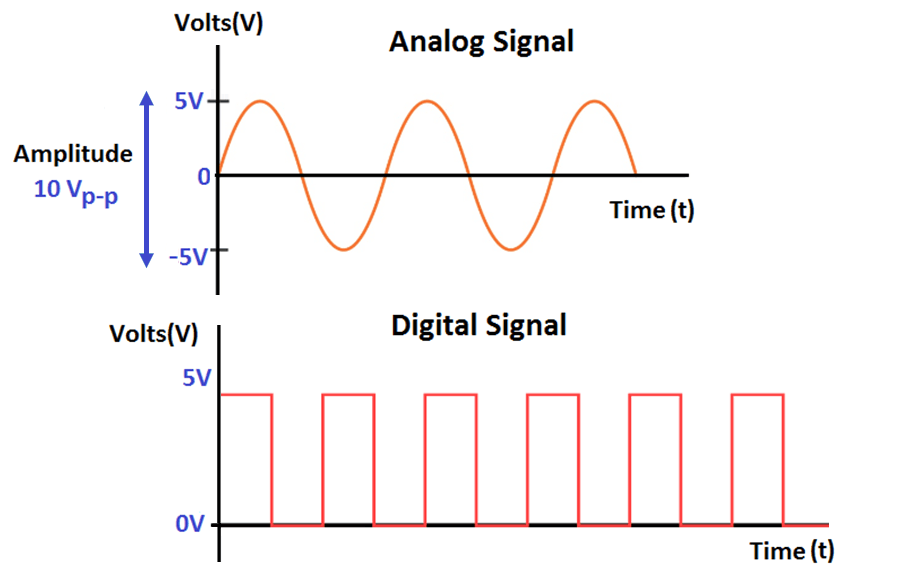 Volts(V)
Analog Signal
5V
Amplitude
10 Vp-p
0
Time (t)
-5V
Digital Signal
Volts(V)
5V
0V
Time (t)